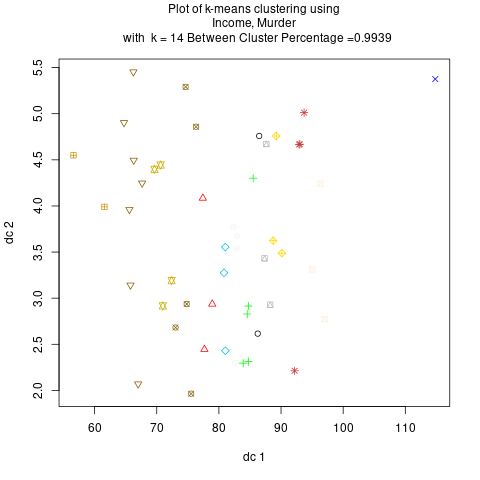 Plot of k-means clustering using
Income, Murder
with k = 14 Between Cluster Percentage =0.9939
5.5
5.0
4.5
4.0
3.5
3.0
2.5
2.0
dc 2
60 70 80 90 100 110
dc 1